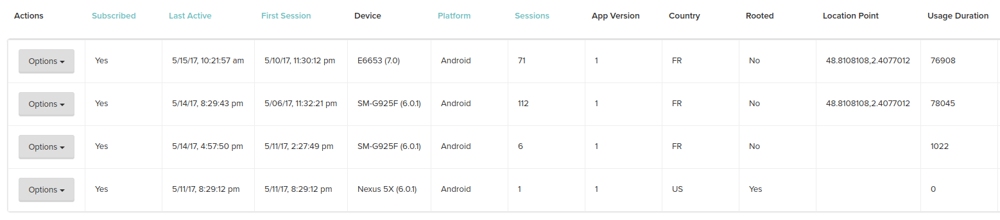 Actions Subscribed Last Active First Session Device Platform Sessions App Version Country Rooted Location Point Usage Duration
Options Yes 5/15/17, 10:21:57 am 5/10/17, 11:30:12 pm E6653 (7.0) Android 71 1 FR No 48.8108108,2.4077012 76908
Options Yes 5/14/17, 8:29:43 pm 5/06/17, 11:32:21 pm SM-G925F (6.0.1) Android 112 1 FR No 48.8108108,2.4077012 78045
Options Yes 5/14/17, 4:57:50 pm 5/11/17, 2:27:49 pm SM-G925F (6.0.1) Android 6 1 FR No 1022
Options Yes 5/11/17, 8:29:12 pm 5/11/17, 8:29:12 pm Nexus 5X (6.0.1) Android 1 1 US Yes 0